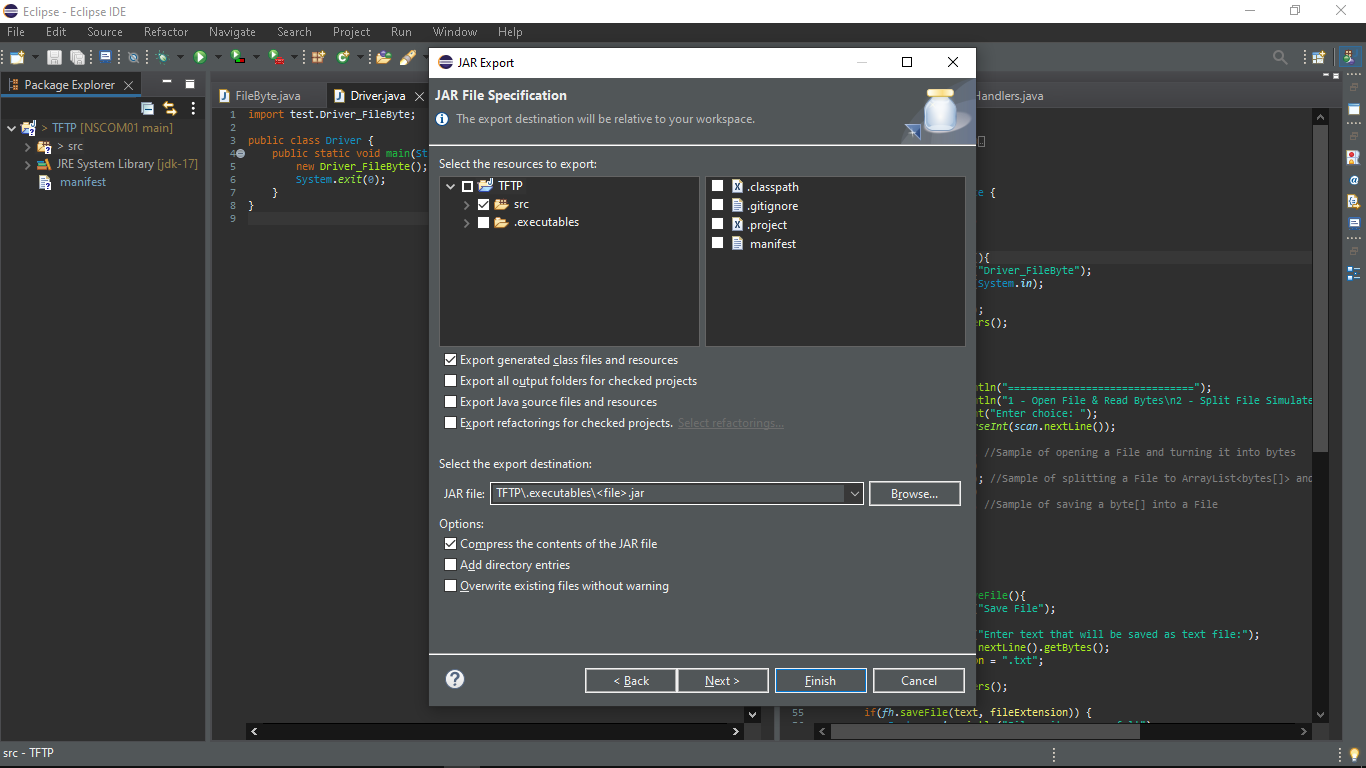 Eclipse - Eclipse IDE
File Edit Source Refactor Navigate Search Project Run Window Help
Package Explorer
> TFTP [NSCOM01 main]
> src
JRE System Library [jdk-17]
manifest
FileByte.java
Driver.java
1 import test.Driver_FileByte;
2
3 public class Driver {
4 public static void main(St
5 new Driver_FileByte();
6 System.exit(0);
7 }
8 }
9
JAR Export
JAR File Specification
The export destination will be relative to your workspace.
Select the resources to export:
TFTP
src
.executables
.classpath
.gitignore
.project
manifest
Export generated class files and resources
Export all output folders for checked projects
Export Java source files and resources
Export refactorings for checked projects. Select refactorings...
Select the export destination:
JAR file: TFTP\.executables\<file>.jar
Browse...
Options:
Compress the contents of the JAR file
Add directory entries
Overwrite existing files without warning
< Back
Next >
Finish
Cancel
Handlers.java
{
){
"Driver_FileByte");
System.in);
;
rs();
tln("===============================");
tln("1 - Open File & Read Bytes\n2 - Split File Simulate
t("Enter choice: ");
rseInt(scan.nextLine());
//Sample of opening a File and turning it into bytes
; //Sample of splitting a File to ArrayList<bytes[]> and
//Sample of saving a byte[] into a File
eFile(){
"Save File");
"Enter text that will be saved as text file:");
nextLine().getBytes();
n = ".txt";
rs();
55 if(fh.saveFile(text, fileExtension)) {
src - TFTP